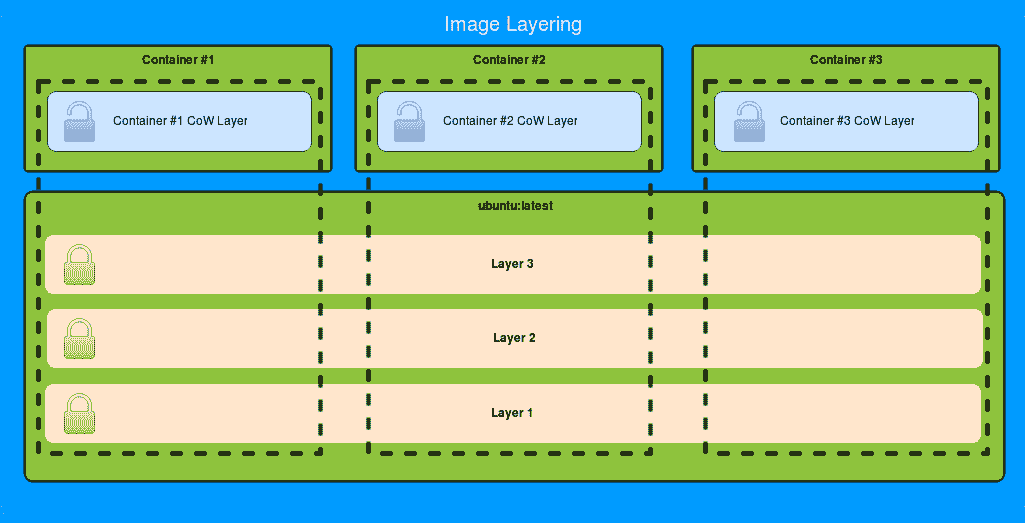 Image Layering
Container #1
Container #2
Container #3
Container #1 CoW Layer
Container #2 CoW Layer
Container #3 CoW Layer
ubuntu:latest
Layer 3
Layer 2
Layer 1